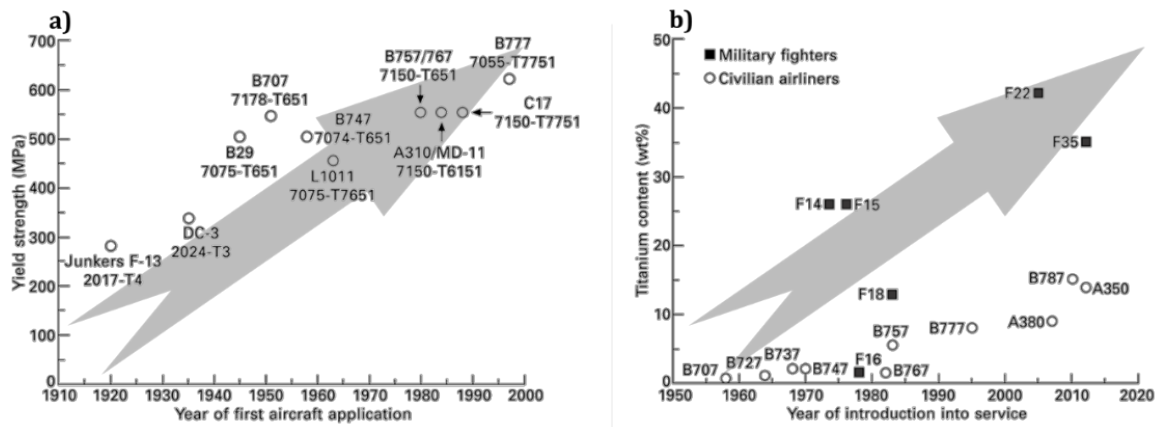 a)
700
600
500
400
300
200
100
0
Yield strength (MPa)
B777
7055-T7751
B757/767
7150-T651
B707
7178-T651
C17
7150-T7751
B747
7074-T651
B29
7075-T651
A310/MD-11
7150-T6151
L1011
7075-T7651
DC-3
2024-T3
Junkers F-13
2017-T4
1910 1920 1930 1940 1950 1960 1970 1980 1990 2000
Year of first aircraft application
b)
50
40
30
20
10
0
Titanium content (wt%)
Military fighters
Civilian airliners
F22
F35
F14
F15
F18
B787
A350
A380
B777
B757
B737
B727
B707
B747
F16
B767
1950 1960 1970 1980 1990 2000 2010 2020
Year of introduction into service